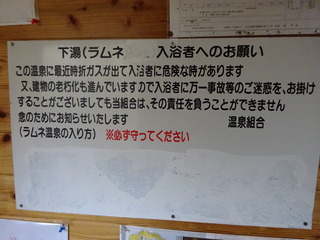 下湯(ラムネ 入浴者へのお願い
この温泉に最近時折ガスが出て入浴者に危険な時があります
又、建物の老朽化も進んでいますので入浴者に万一事故等のご迷惑を、お掛け
することがございましても当組合は、その責任を負うことができません
念のためにお知らせいたします 温泉組合
(ラムネ温泉の入り方) ※必ず守ってください